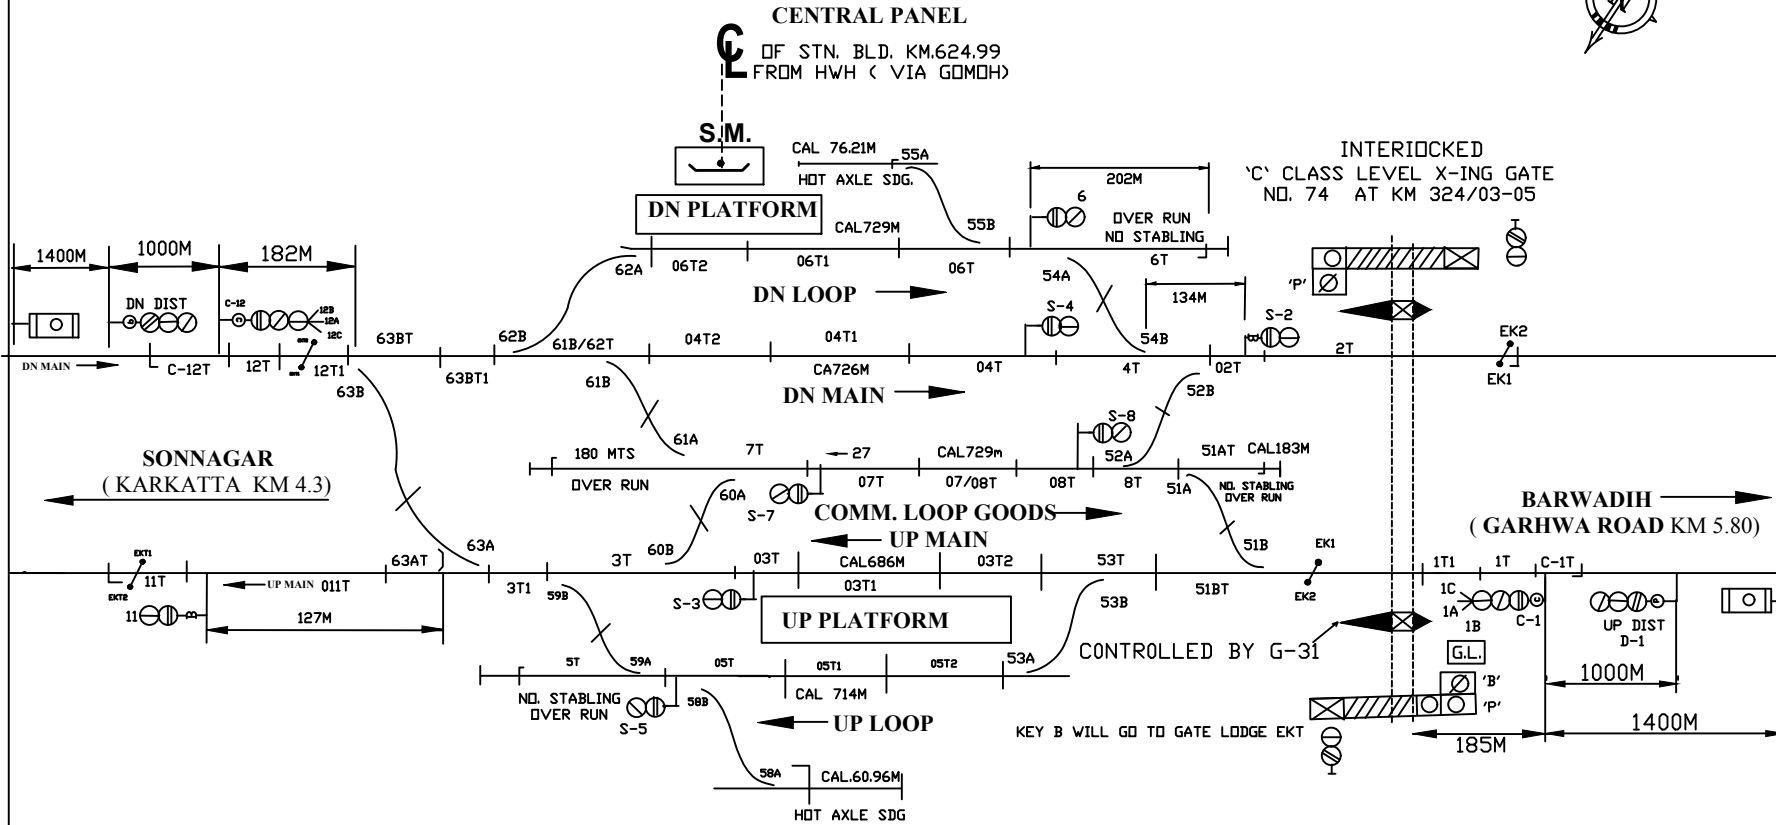 CENTRAL PANEL
C
L
OF STN. BLD. KM.624.99
FROM HWH ( VIA GOMOH)
S.M.
CAL 76.21M
55A
HOT AXLE SDG.
INTERIOCKED
'C' CLASS LEVEL X-ING GATE
NO. 74 AT KM 324/03-05
202M
6
DN PLATFORM
CAL729M
55B
OVER RUN
NO STABLING
1400M
1000M
182M
62A
06T2
06T1
06T
54A
6T
'P'
DN DIST
C-12
12B
12A
12C
DN LOOP
134M
S-4
S-2
B
63BT
62B
61B/62T
04T2
04T1
54B
2T
EK2
DN MAIN
C-12T
12T
12T1
63B
63BT1
61B
CA726M
04T
4T
02T
EK1
DN MAIN
52B
S-8
61A
SONNAGAR
( KARKATTA KM 4.3)
180 MTS
7T
27
CAL729m
52A
51AT
CAL183M
OVER RUN
60A
S-7
07T
07/08T
08T
8T
51A
NO. STABLING
OVER RUN
BARWADIH
( GARHWA ROAD KM 5.80)
COMM. LOOP GOODS
UP MAIN
EKT1
63AT
63A
60B
3T
03T
CAL686M
03T2
53T
51B
EK1
1T1
1T
C-1T
11T
EKT2
UP MAIN
011T
3T1
59B
03T1
51BT
EK2
1C
1A
1B
C-1
11
B
127M
S-3
UP PLATFORM
53B
UP DIST
D-1
CONTROLLED BY G-31
G.L.
5T
59A
05T
05T1
05T2
53A
1000M
NO. STABLING
OVER RUN
S-5
58B
CAL 714M
UP LOOP
'B'
'P'
KEY B WILL GO TO GATE LODGE EKT
185M
1400M
58A
CAL.60.96M
HOT AXLE SDG